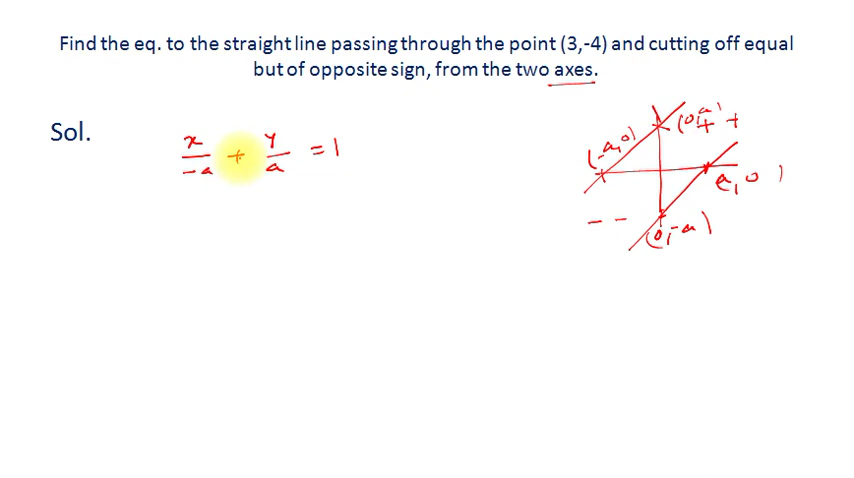 Find the eq. to the straight line passing through the point (3,-4) and cutting off equal
but of opposite sign, from the two axes.
Sol.
x/-a + y/a = 1
(-a,0)
(0,a)
+ +
(a,0)
- -
(0,-a)